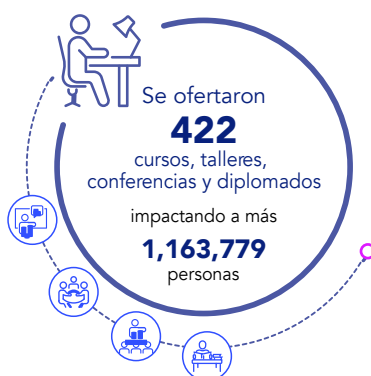 Se ofertaron
422
cursos, talleres,
conferencias y diplomados
impactando a más
1,163,779
personas